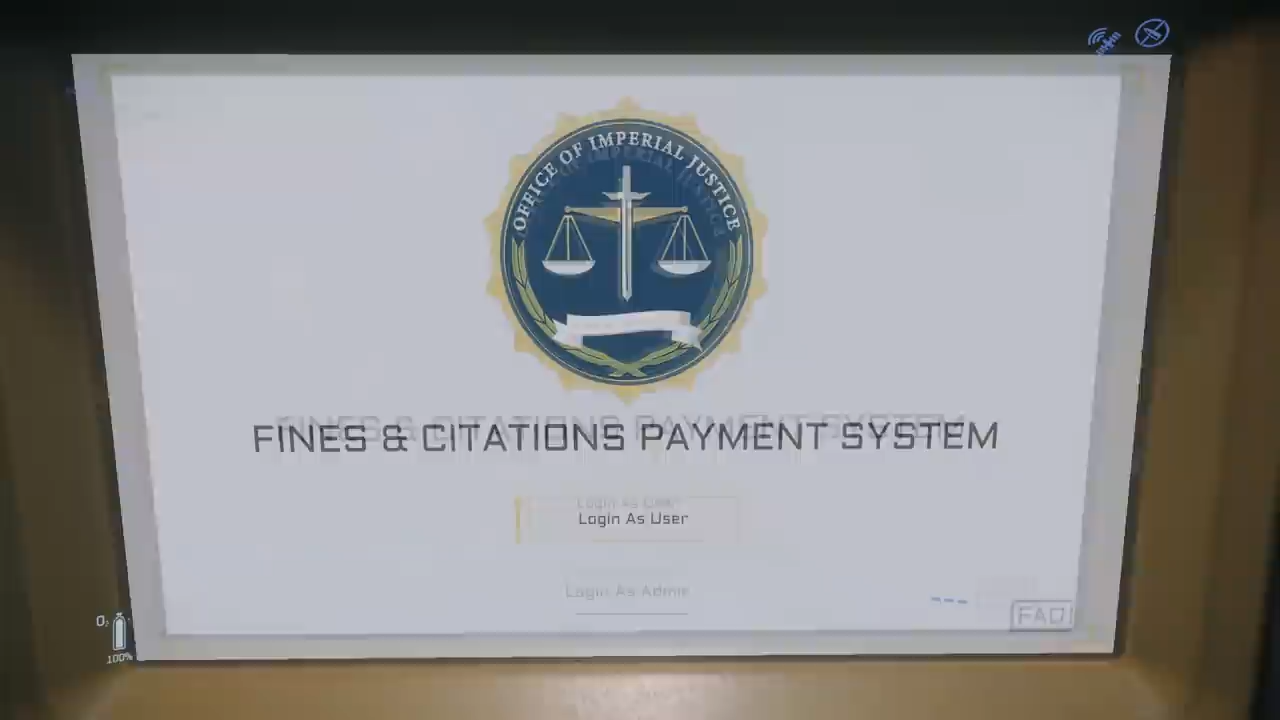 OFFICE OF IMPERIAL JUSTICE
FINES & CITATIONS PAYMENT SYSTEM
Login As User
Login As Admin
FAQ
O₂
100%